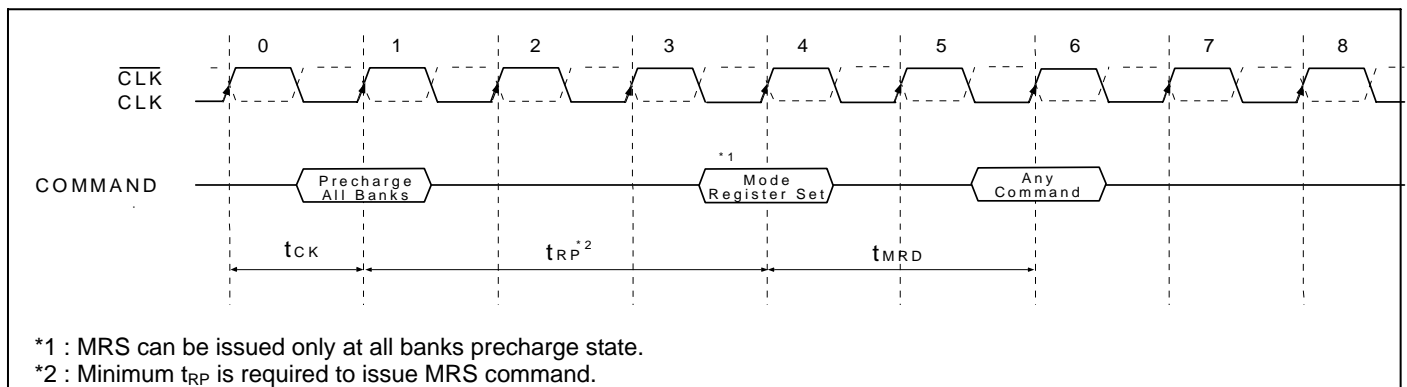 0 1 2 3 4 5 6 7 8
CLK
CLK
*1
COMMAND
Precharge
All Banks
Mode
Register Set
Any
Command
tCK
tRP*2
tMRD
*1 : MRS can be issued only at all banks precharge state.
*2 : Minimum tRP is required to issue MRS command.